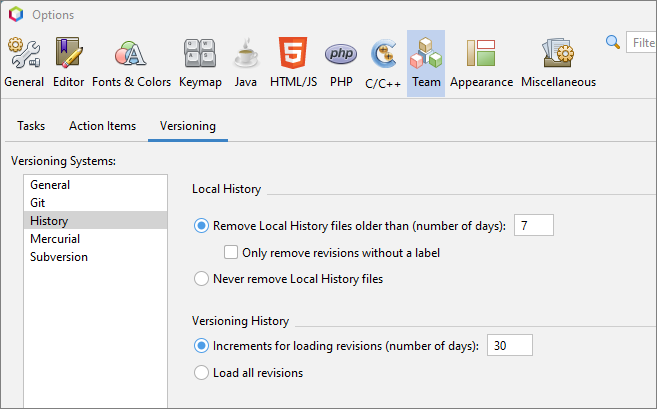 Options
General Editor Fonts & Colors Keymap Java HTML/JS PHP C/C++ Team Appearance Miscellaneous
php
C
Tasks Action Items Versioning
Versioning Systems:
General
Git
History
Mercurial
Subversion
Local History
Remove Local History files older than (number of days): 7
Only remove revisions without a label
Never remove Local History files
Versioning History
Increments for loading revisions (number of days): 30
Load all revisions